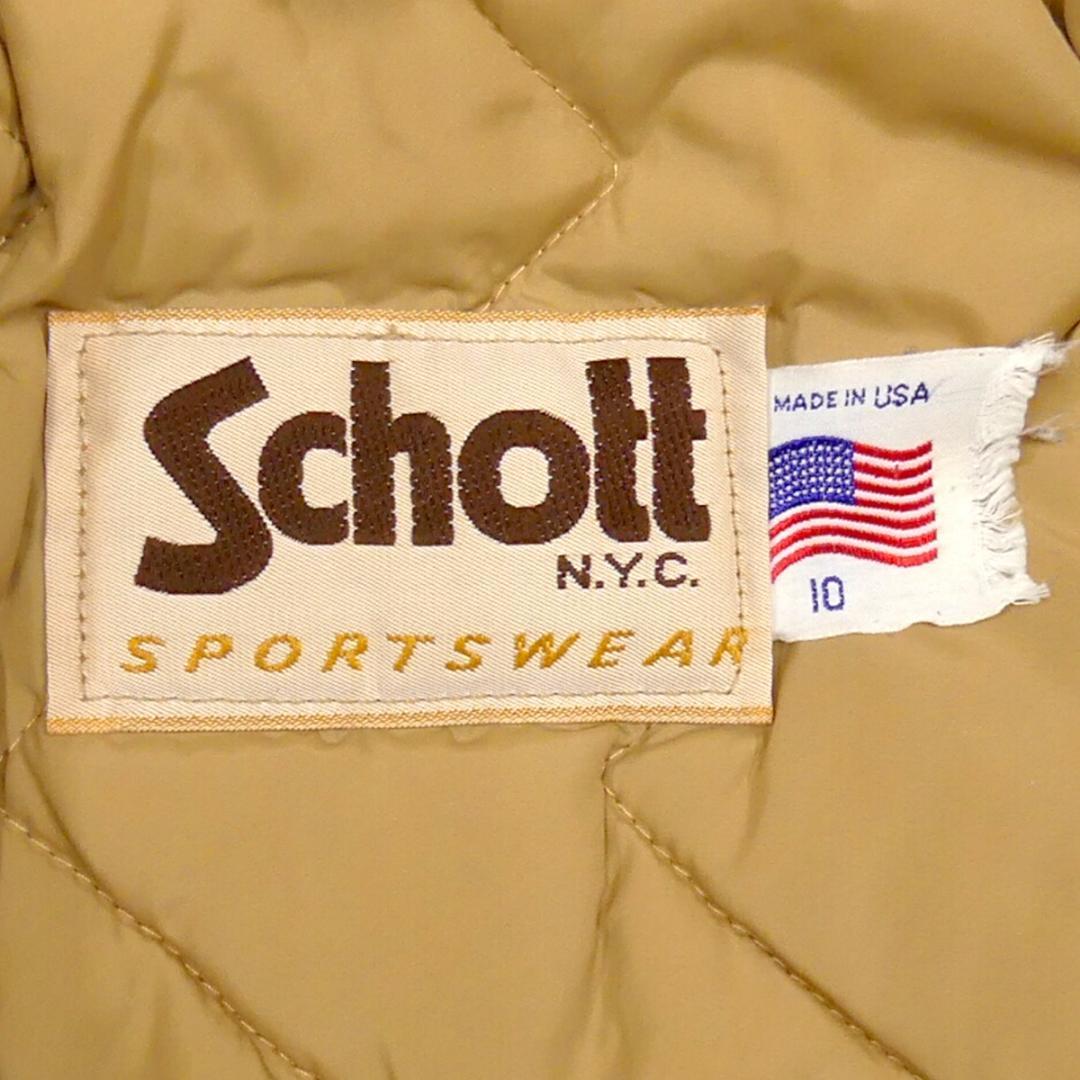 Schott
N.Y.C.
SPORTSWEAR
MADE IN USA
10